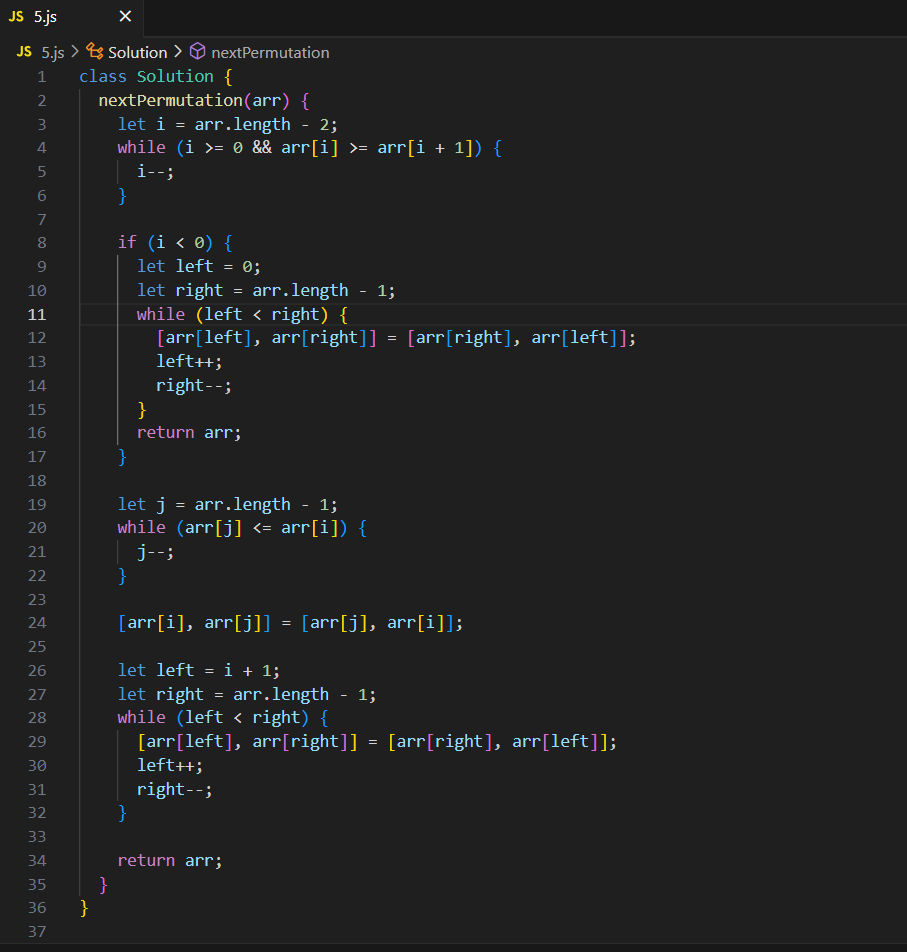 JS 5.js ×
JS 5.js > Solution > nextPermutation
1 class Solution {
2   nextPermutation(arr) {
3     let i = arr.length - 2;
4     while (i >= 0 && arr[i] >= arr[i + 1]) {
5       i--;
6     }
7
8     if (i < 0) {
9       let left = 0;
10       let right = arr.length - 1;
11       while (left < right) {
12         [arr[left], arr[right]] = [arr[right], arr[left]];
13         left++;
14         right--;
15       }
16       return arr;
17     }
18
19     let j = arr.length - 1;
20     while (arr[j] <= arr[i]) {
21       j--;
22     }
23
24     [arr[i], arr[j]] = [arr[j], arr[i]];
25
26     let left = i + 1;
27     let right = arr.length - 1;
28     while (left < right) {
29       [arr[left], arr[right]] = [arr[right], arr[left]];
30       left++;
31       right--;
32     }
33
34     return arr;
35   }
36 }
37